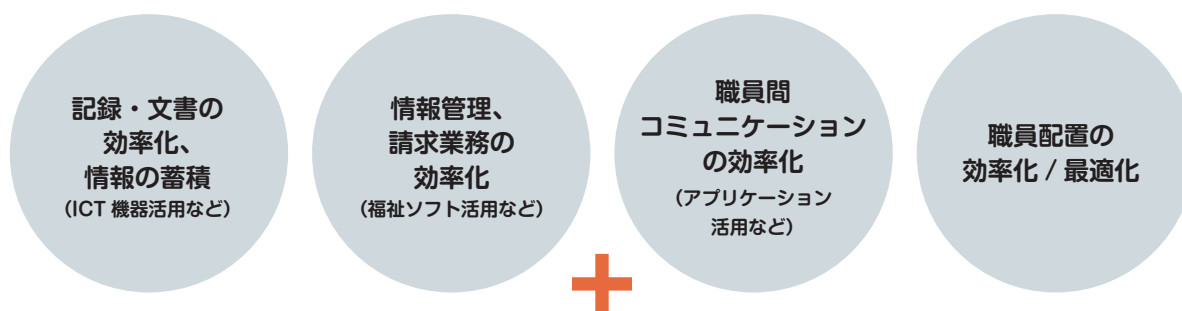 記録・文書の
効率化、
情報の蓄積
（ICT 機器活用など）
情報管理、
請求業務の
効率化
（福祉ソフト活用など）
職員間
コミュニケーション
の効率化
（アプリケーション
活用など）
職員配置の
効率化 / 最適化